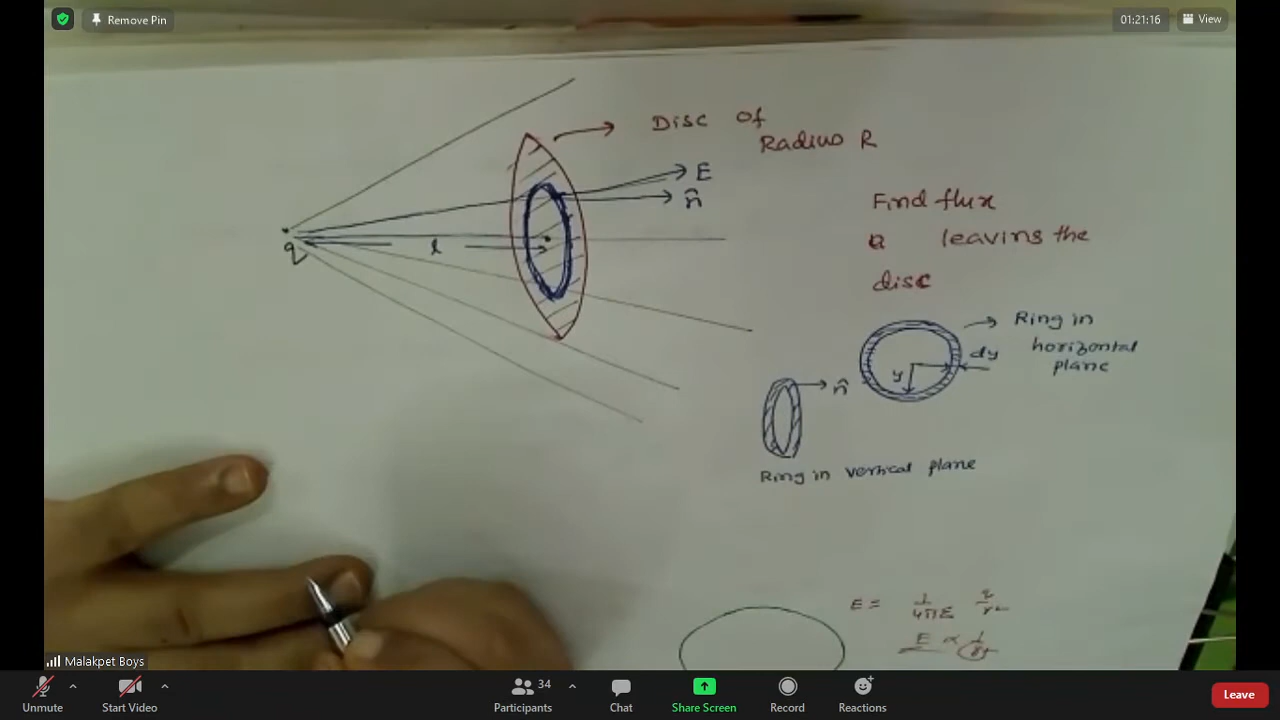 Remove Pin
01:21:16
View
Disc of
Radius R
E
n̂
q
l
Find flux
leaving the
disc
Ring in
horizontal
plane
dy
y
n̂
Ring in vertical plane
E = 1/4πε q/r²
E ∝ 1/r²
Malakpet Boys
Unmute
Start Video
Participants
34
Chat
Share Screen
Record
Reactions
Leave